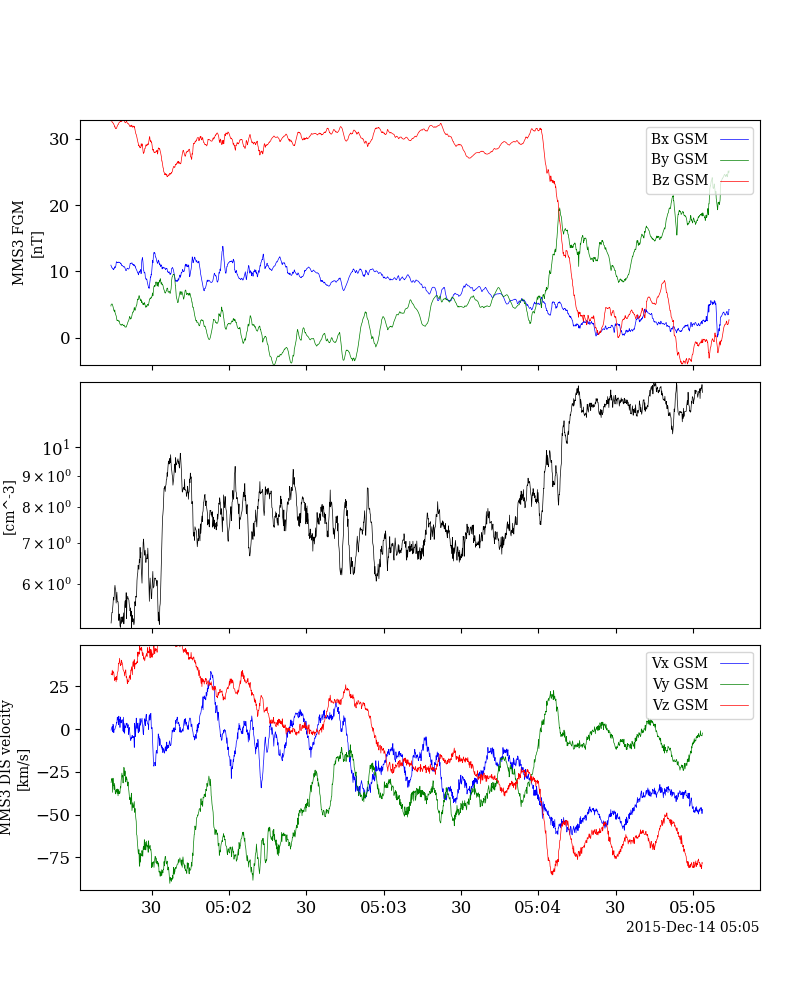 30
20
10
0
MMS3 FGM
[nT]
Bx GSM
By GSM
Bz GSM
10¹
9 × 10⁰
8 × 10⁰
7 × 10⁰
6 × 10⁰
[cm^-3]
25
0
−25
−50
−75
MMS3 DIS velocity
[km/s]
Vx GSM
Vy GSM
Vz GSM
30
05:02
30
05:03
30
05:04
30
05:05
2015-Dec-14 05:05